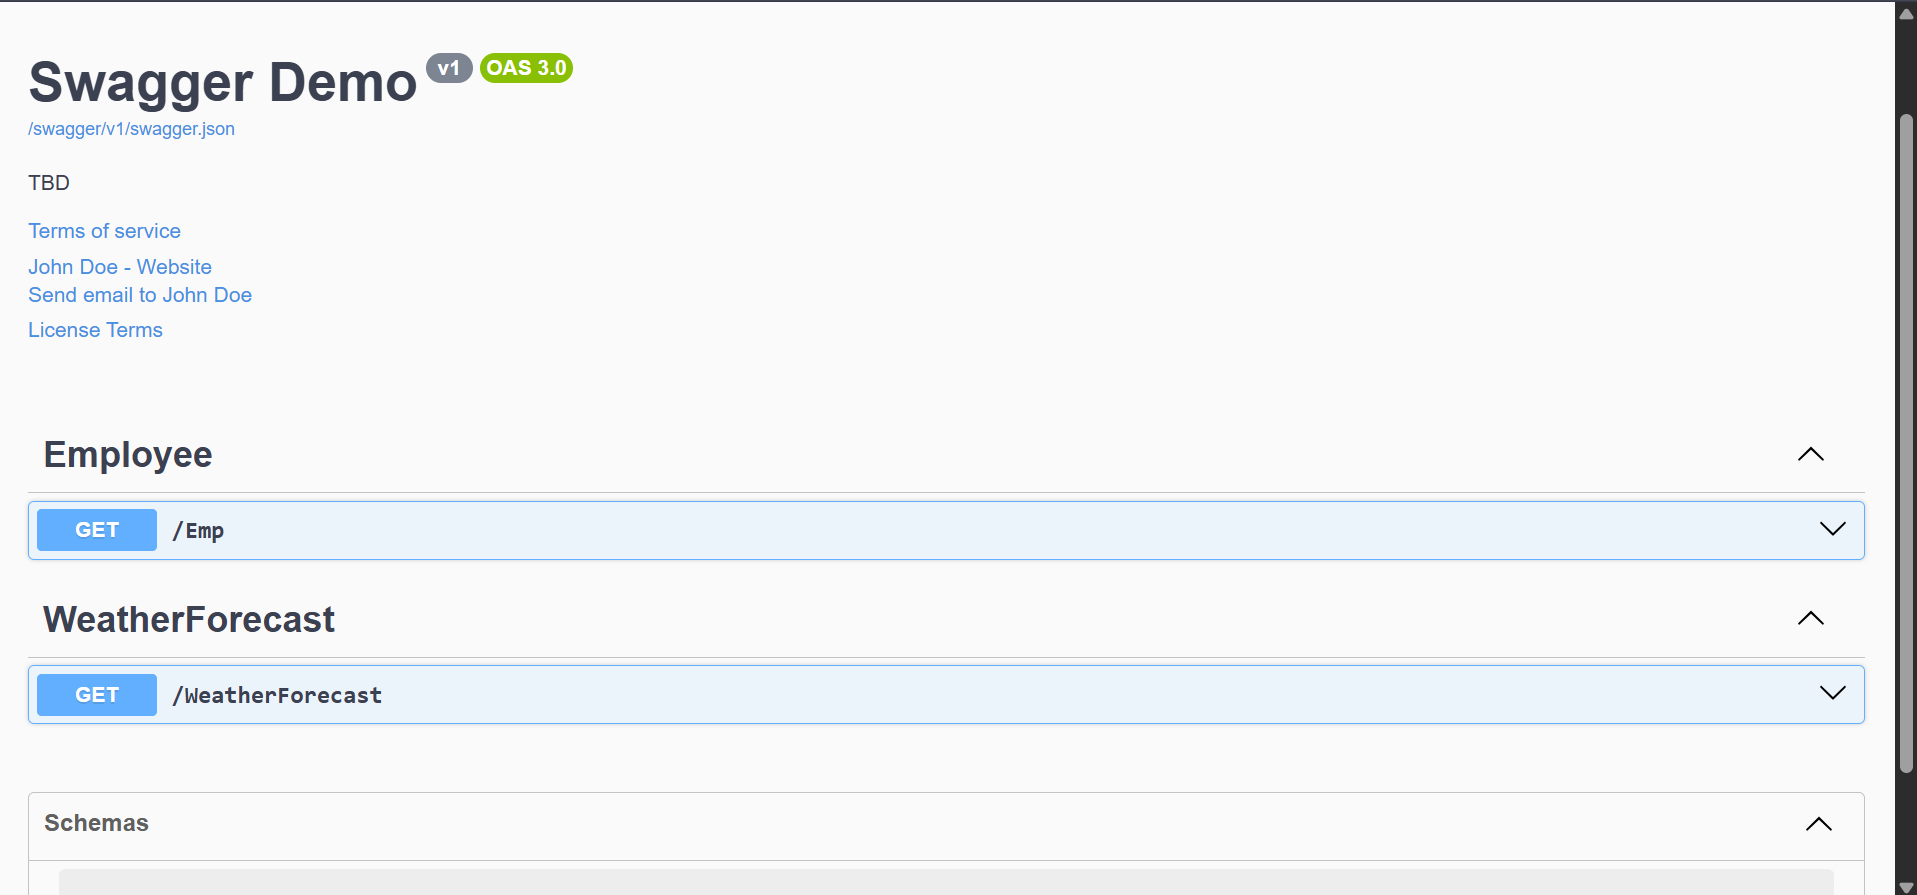 Swagger Demo v1 OAS 3.0
/swagger/v1/swagger.json
TBD
Terms of service
John Doe - Website
Send email to John Doe
License Terms
Employee
GET /Emp
WeatherForecast
GET /WeatherForecast
Schemas